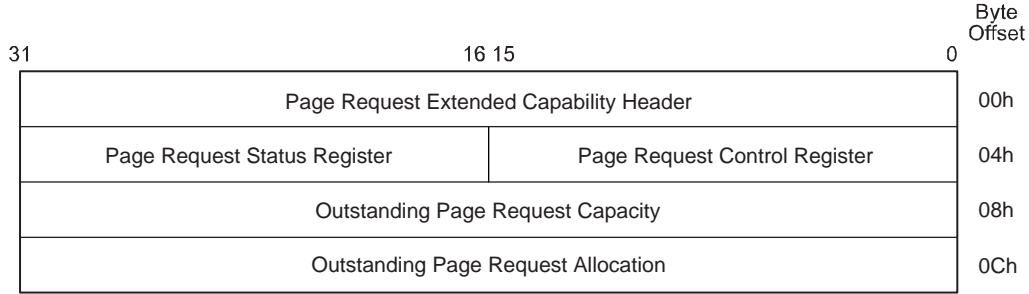 Byte
Offset
31 16 15 0
Page Request Extended Capability Header 00h
Page Request Status Register Page Request Control Register 04h
Outstanding Page Request Capacity 08h
Outstanding Page Request Allocation 0Ch